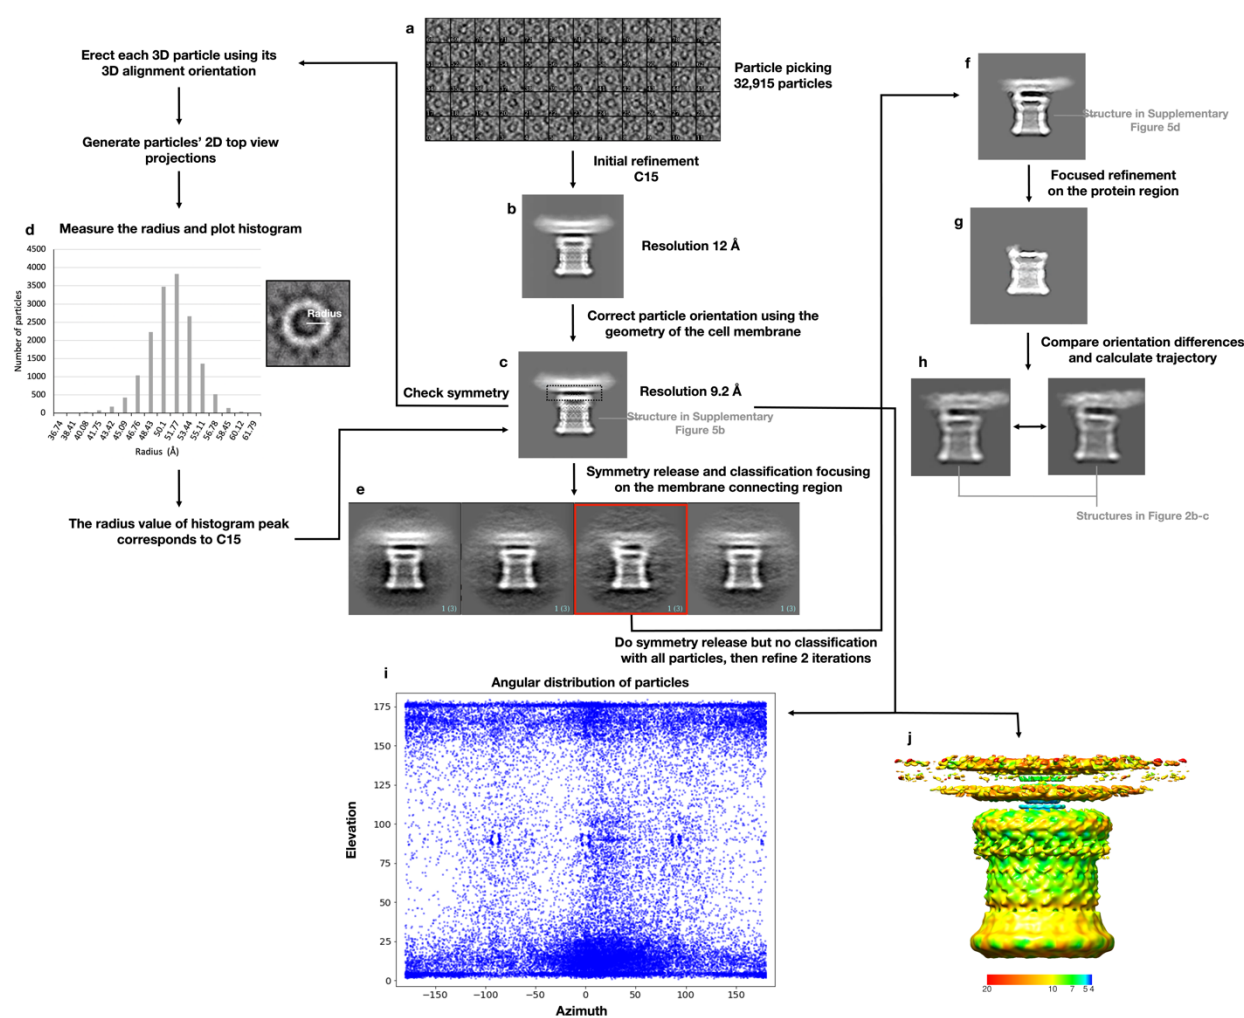 a
Particle picking
32,915 particles
Initial refinement
C15
b
Resolution 12 Å
Correct particle orientation using the
geometry of the cell membrane
c
Resolution 9.2 Å
Check symmetry
Structure in Supplementary
Figure 5b
Symmetry release and classification focusing
on the membrane connecting region
Erect each 3D particle using its
3D alignment orientation
Generate particles' 2D top view
projections
d
Measure the radius and plot histogram
Number of particles
4500
4000
3500
3000
2500
2000
1500
1000
500
0
36.74
38.41
40.08
41.75
43.42
45.09
46.76
48.43
50.1
51.77
53.44
55.11
56.78
58.45
60.12
61.79
Radius (Å)
Radius
The radius value of histogram peak
corresponds to C15
e
1 (3)
1 (3)
1 (3)
1 (3)
Do symmetry release but no classification
with all particles, then refine 2 iterations
f
Structure in Supplementary
Figure 5d
Focused refinement
on the protein region
g
Compare orientation differences
and calculate trajectory
h
Structures in Figure 2b-c
i
Angular distribution of particles
Elevation
175
150
125
100
75
50
25
0
−150
−100
−50
0
50
100
150
Azimuth
j
20
10
7
5
4